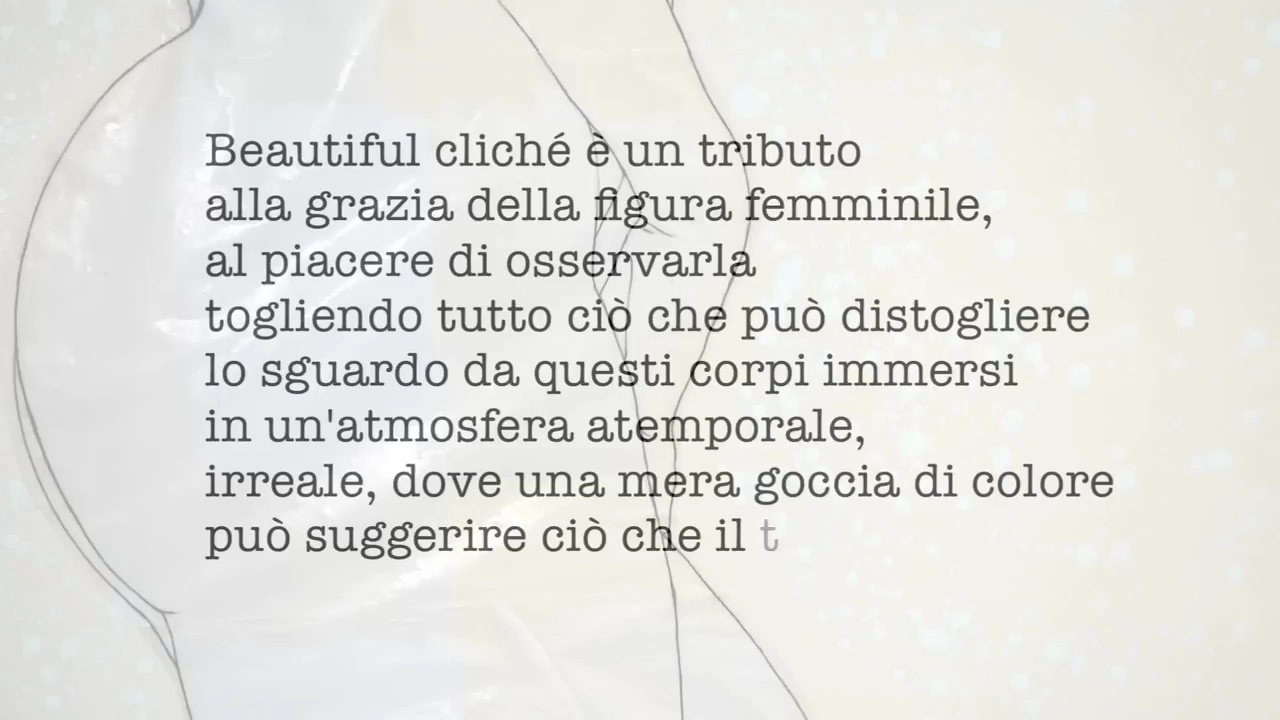 Beautiful cliché è un tributo
alla grazia della figura femminile,
al piacere di osservarla
togliendo tutto ciò che può distogliere
lo sguardo da questi corpi immersi
in un'atmosfera atemporale,
irreale, dove una mera goccia di colore
può suggerire ciò che il t